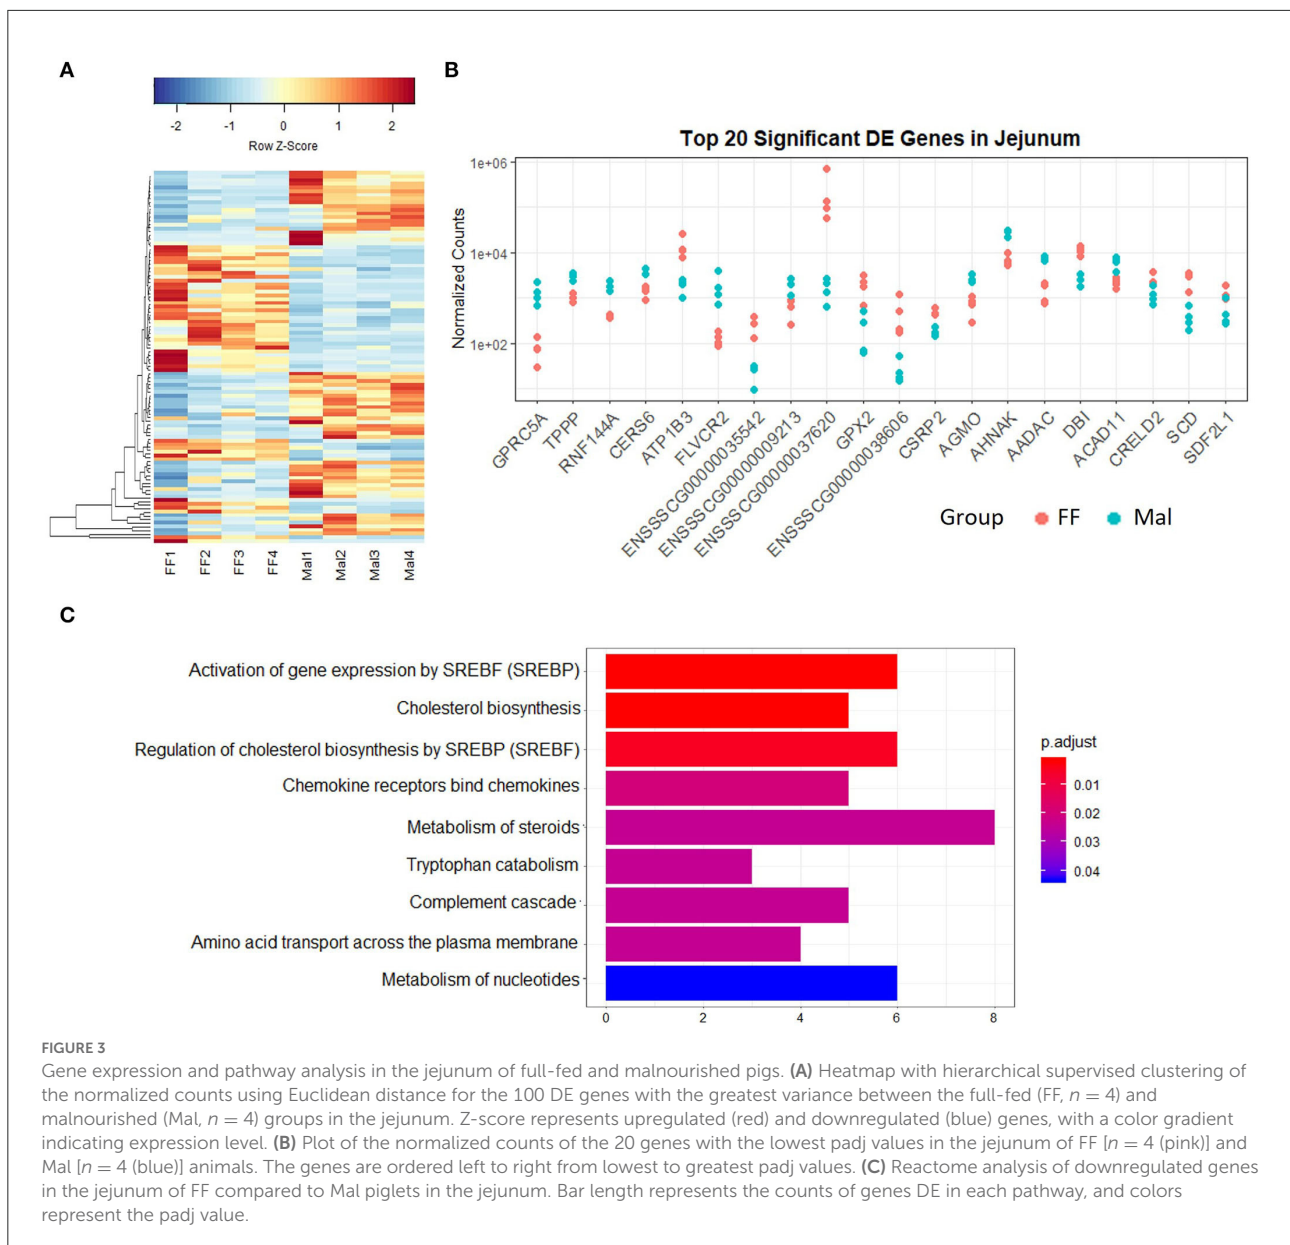 A
-2 -1 0 1 2
Row Z-Score
FF1 FF2 FF3 FF4 Mal1 Mal2 Mal3 Mal4
B
Top 20 Significant DE Genes in Jejunum
Normalized Counts
1e+06
1e+04
1e+02
GPRC5A
TPPP
RNF144A
CERS6
ATP1B3
FLVCR2
ENSSSCG00000035542
ENSSSCG00000009213
ENSSSCG00000037620
GPX2
ENSSSCG00000038606
CSRP2
AGMO
AHNAK
AADAC
DBI
ACAD11
CRELD2
SCD
SDF2L1
Group FF Mal
C
Activation of gene expression by SREBF (SREBP)
Cholesterol biosynthesis
Regulation of cholesterol biosynthesis by SREBP (SREBF)
Chemokine receptors bind chemokines
Metabolism of steroids
Tryptophan catabolism
Complement cascade
Amino acid transport across the plasma membrane
Metabolism of nucleotides
0 2 4 6 8
p.adjust
0.01
0.02
0.03
0.04
FIGURE 3
Gene expression and pathway analysis in the jejunum of full-fed and malnourished pigs. (A) Heatmap with hierarchical supervised clustering of
the normalized counts using Euclidean distance for the 100 DE genes with the greatest variance between the full-fed (FF, n = 4) and
malnourished (Mal, n = 4) groups in the jejunum. Z-score represents upregulated (red) and downregulated (blue) genes, with a color gradient
indicating expression level. (B) Plot of the normalized counts of the 20 genes with the lowest padj values in the jejunum of FF [n = 4 (pink)] and
Mal [n = 4 (blue)] animals. The genes are ordered left to right from lowest to greatest padj values. (C) Reactome analysis of downregulated genes
in the jejunum of FF compared to Mal piglets in the jejunum. Bar length represents the counts of genes DE in each pathway, and colors
represent the padj value.